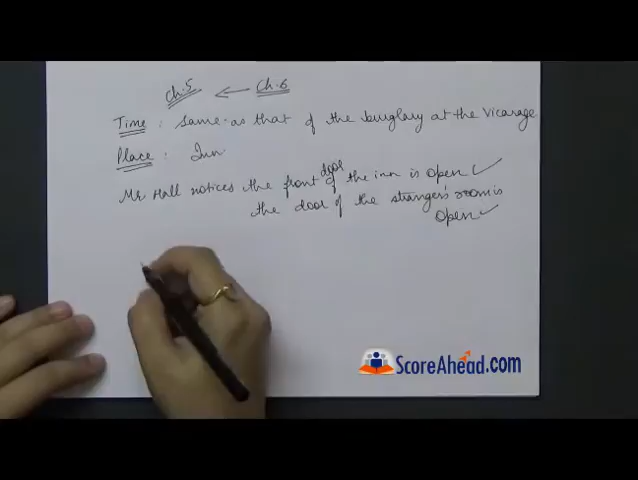 Ch.5 ← Ch.6
Time : Same as that of the burglary at the Vicarage
Place : Inn
door
Mr Hall notices the front of the inn is open ✓
the door of the stranger's room is
open ✓
ScoreAhead.com